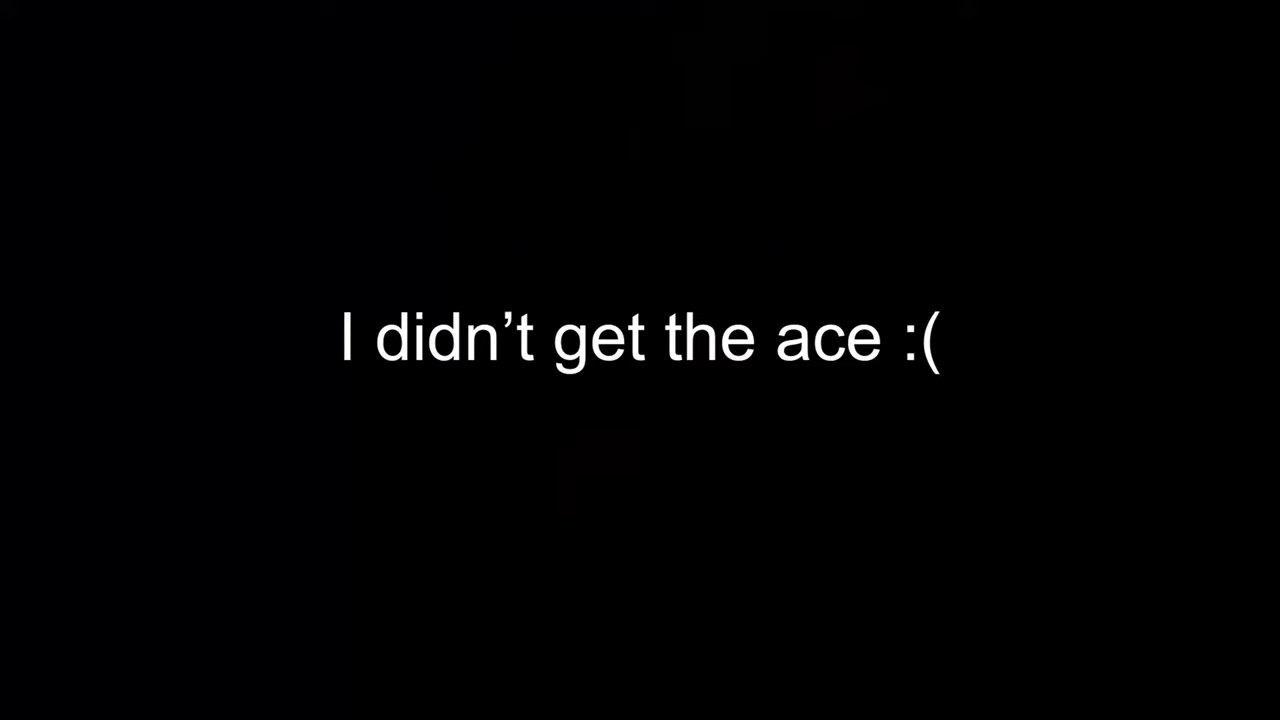 I didn’t get the ace :(